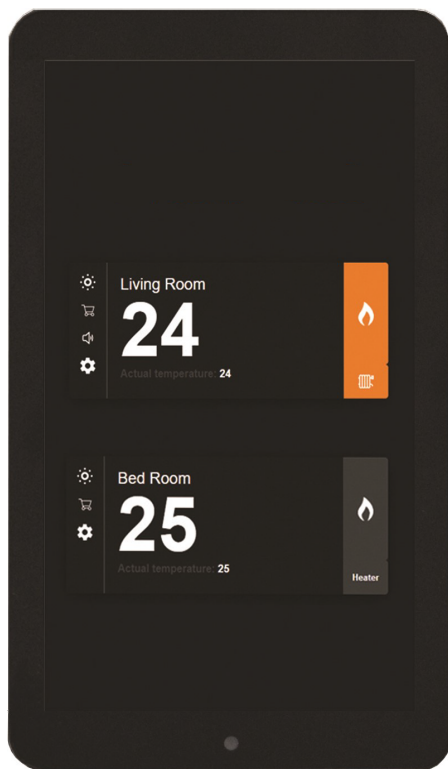 Living Room
24
Actual temperature: 24
Bed Room
25
Actual temperature: 25
Heater